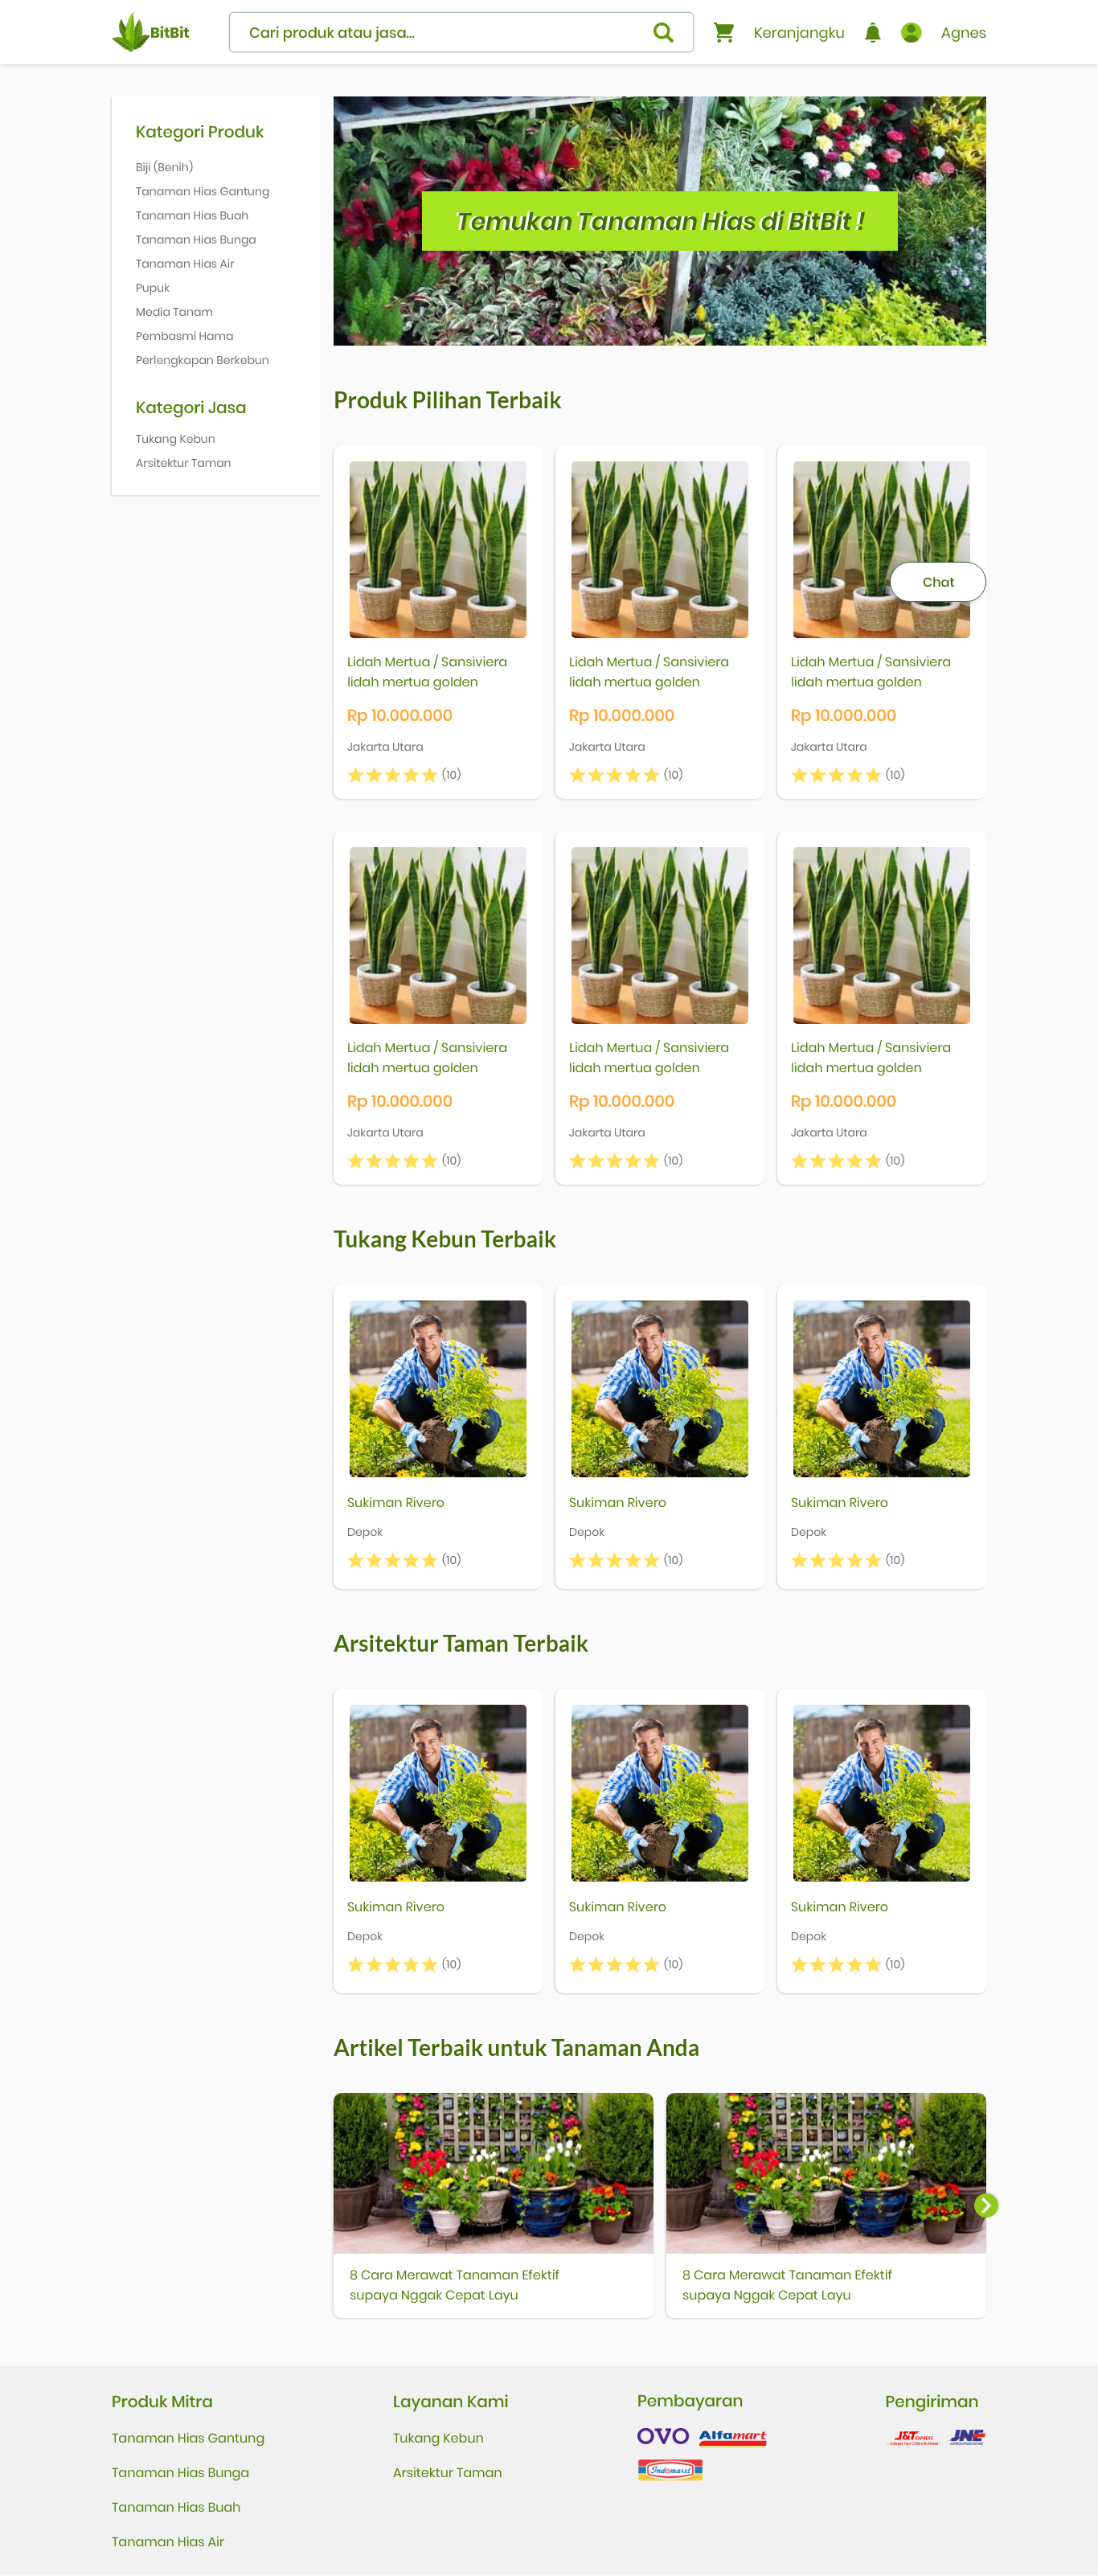 BitBit
Cari produk atau jasa...
Keranjangku
Agnes
Kategori Produk
Biji (Benih)
Tanaman Hias Gantung
Tanaman Hias Buah
Tanaman Hias Bunga
Tanaman Hias Air
Pupuk
Media Tanam
Pembasmi Hama
Perlengkapan Berkebun
Kategori Jasa
Tukang Kebun
Arsitektur Taman
Temukan Tanaman Hias di BitBit !
Produk Pilihan Terbaik
Chat
Lidah Mertua / Sansiviera
lidah mertua golden
Rp 10.000.000
Jakarta Utara
(10)
Lidah Mertua / Sansiviera
lidah mertua golden
Rp 10.000.000
Jakarta Utara
(10)
Lidah Mertua / Sansiviera
lidah mertua golden
Rp 10.000.000
Jakarta Utara
(10)
Lidah Mertua / Sansiviera
lidah mertua golden
Rp 10.000.000
Jakarta Utara
(10)
Lidah Mertua / Sansiviera
lidah mertua golden
Rp 10.000.000
Jakarta Utara
(10)
Lidah Mertua / Sansiviera
lidah mertua golden
Rp 10.000.000
Jakarta Utara
(10)
Tukang Kebun Terbaik
Sukiman Rivero
Depok
(10)
Sukiman Rivero
Depok
(10)
Sukiman Rivero
Depok
(10)
Arsitektur Taman Terbaik
Sukiman Rivero
Depok
(10)
Sukiman Rivero
Depok
(10)
Sukiman Rivero
Depok
(10)
Artikel Terbaik untuk Tanaman Anda
8 Cara Merawat Tanaman Efektif
supaya Nggak Cepat Layu
8 Cara Merawat Tanaman Efektif
supaya Nggak Cepat Layu
Produk Mitra
Tanaman Hias Gantung
Tanaman Hias Bunga
Tanaman Hias Buah
Tanaman Hias Air
Layanan Kami
Tukang Kebun
Arsitektur Taman
Pembayaran
OVO
Alfamart
Indomaret
Pengiriman
J&T EXPRESS
JNE